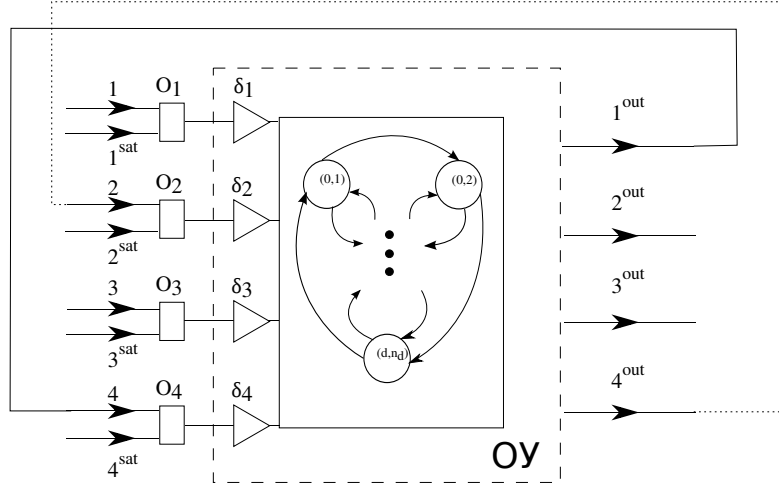 1 O1 δ1
1^sat
2 O2 δ2
2^sat
3 O3 δ3
3^sat
4 O4 δ4
4^sat
(0,1) (0,2)
(d,n_d)
ОУ
1^out
2^out
3^out
4^out